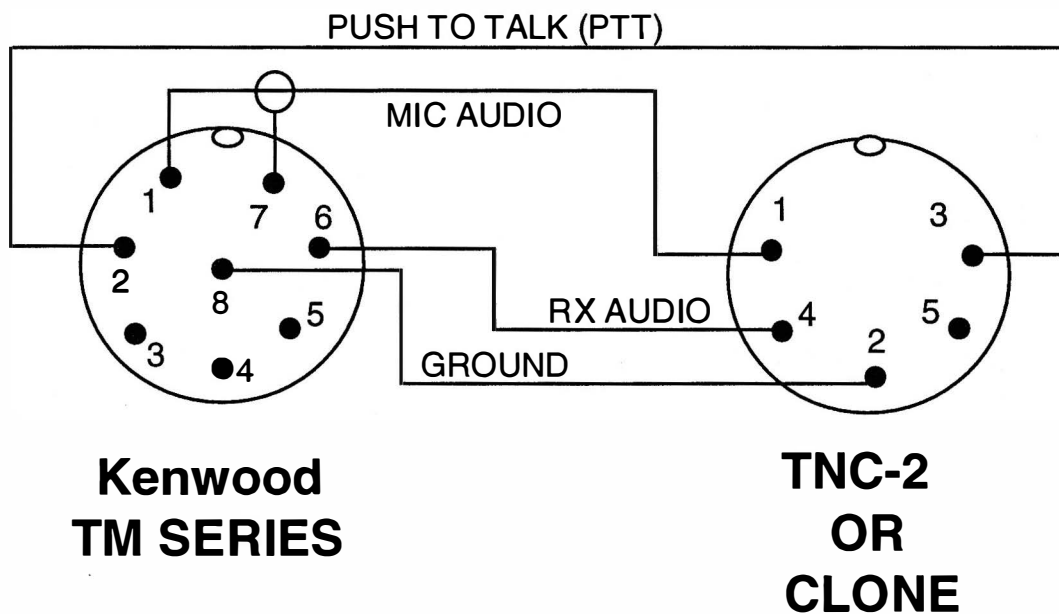 PUSH TO TALK (PTT)
MIC AUDIO
1
7
6
2
8
5
3
4
1
3
RX AUDIO
4
5
2
GROUND
Kenwood
TM SERIES
TNC-2
OR
CLONE